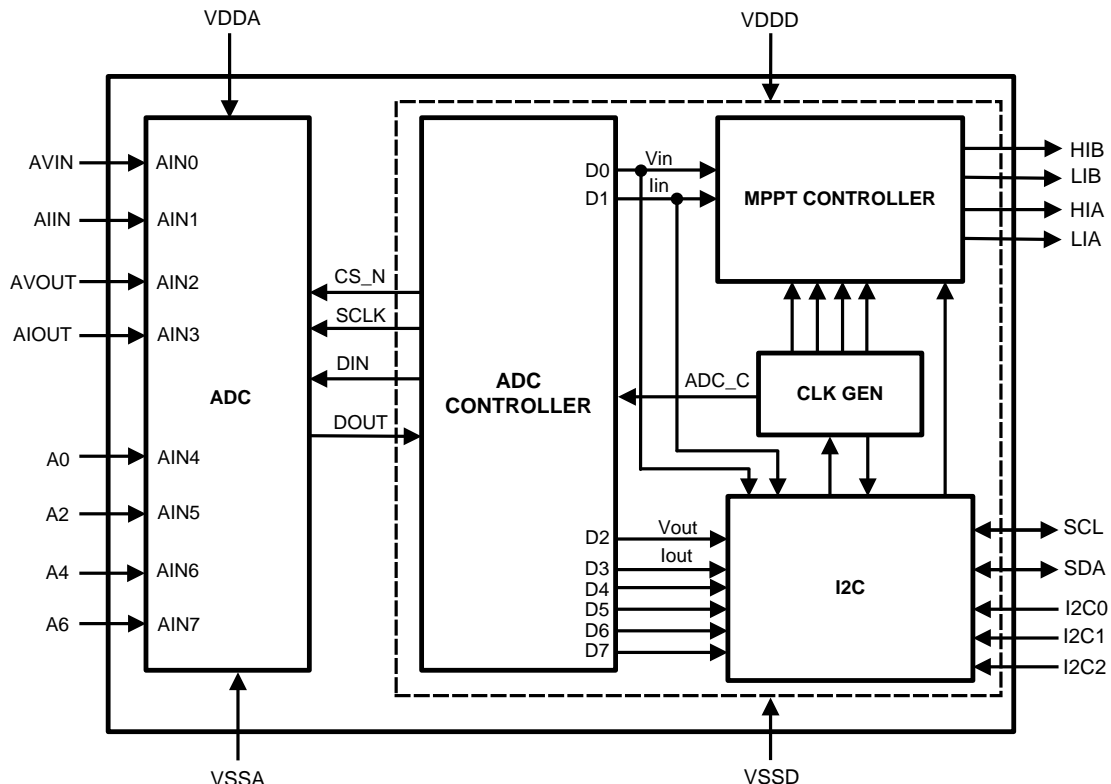 VDDA
VDDD
AVIN
AIIN
AVOUT
AIOUT
A0
A2
A4
A6
AIN0
AIN1
AIN2
AIN3
ADC
AIN4
AIN5
AIN6
AIN7
CS_N
SCLK
DIN
DOUT
ADC
CONTROLLER
D0
D1
D2
D3
D4
D5
D6
D7
Vin
Iin
MPPT CONTROLLER
HIB
LIB
HIA
LIA
ADC_C
CLK GEN
Vout
Iout
I2C
SCL
SDA
I2C0
I2C1
I2C2
VSSA
VSSD